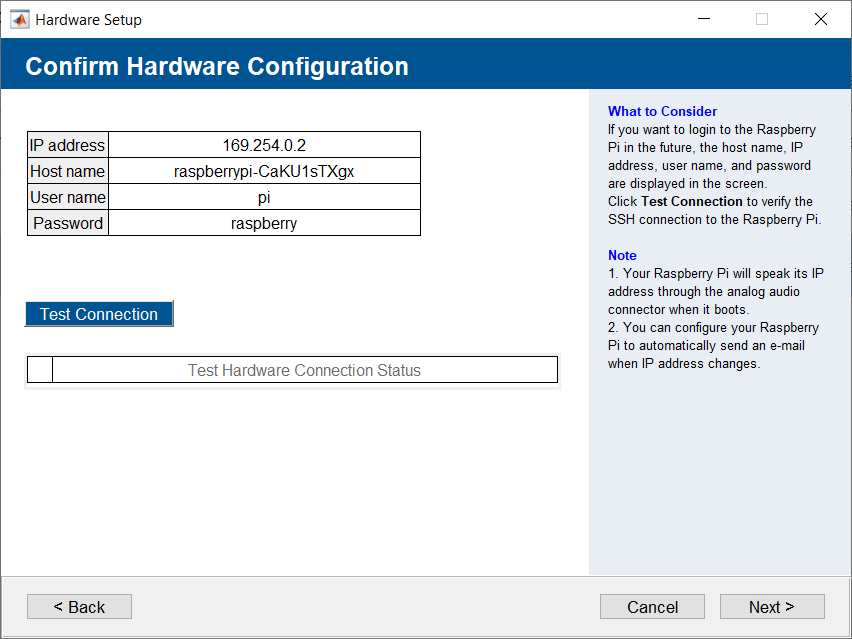 Hardware Setup
Confirm Hardware Configuration
IP address 169.254.0.2
Host name raspberrypi-CaKU1sTXgx
User name pi
Password raspberry
Test Connection
Test Hardware Connection Status
What to Consider
If you want to login to the Raspberry
Pi in the future, the host name, IP
address, user name, and password
are displayed in the screen.
Click Test Connection to verify the
SSH connection to the Raspberry Pi.
Note
1. Your Raspberry Pi will speak its IP
address through the analog audio
connector when it boots.
2. You can configure your Raspberry
Pi to automatically send an e-mail
when IP address changes.
< Back
Cancel
Next >